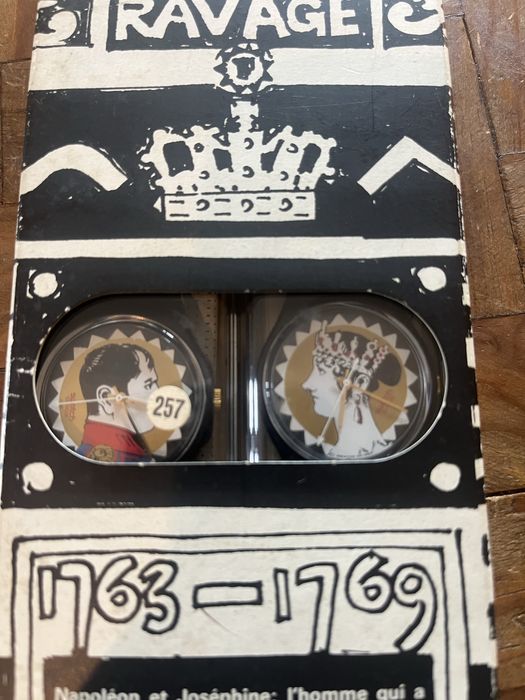 RAVAGE
257
1763-1769
Napoléon et Joséphine: l'homme qui a